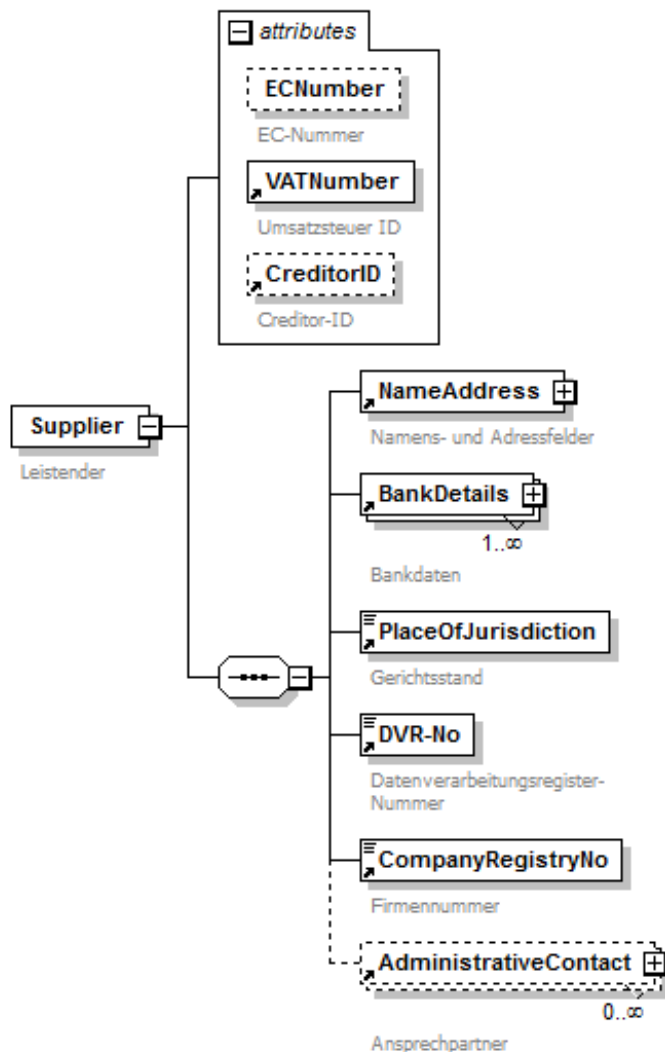 attributes
ECNumber
EC-Nummer
VATNumber
Umsatzsteuer ID
CreditorID
Creditor-ID
Supplier
Leistender
NameAddress
Namens- und Adressfelder
BankDetails
1..∞
Bankdaten
PlaceOfJurisdiction
Gerichtsstand
DVR-No
Datenverarbeitungsregister-
Nummer
CompanyRegistryNo
Firmennummer
AdministrativeContact
0..∞
Ansprechpartner